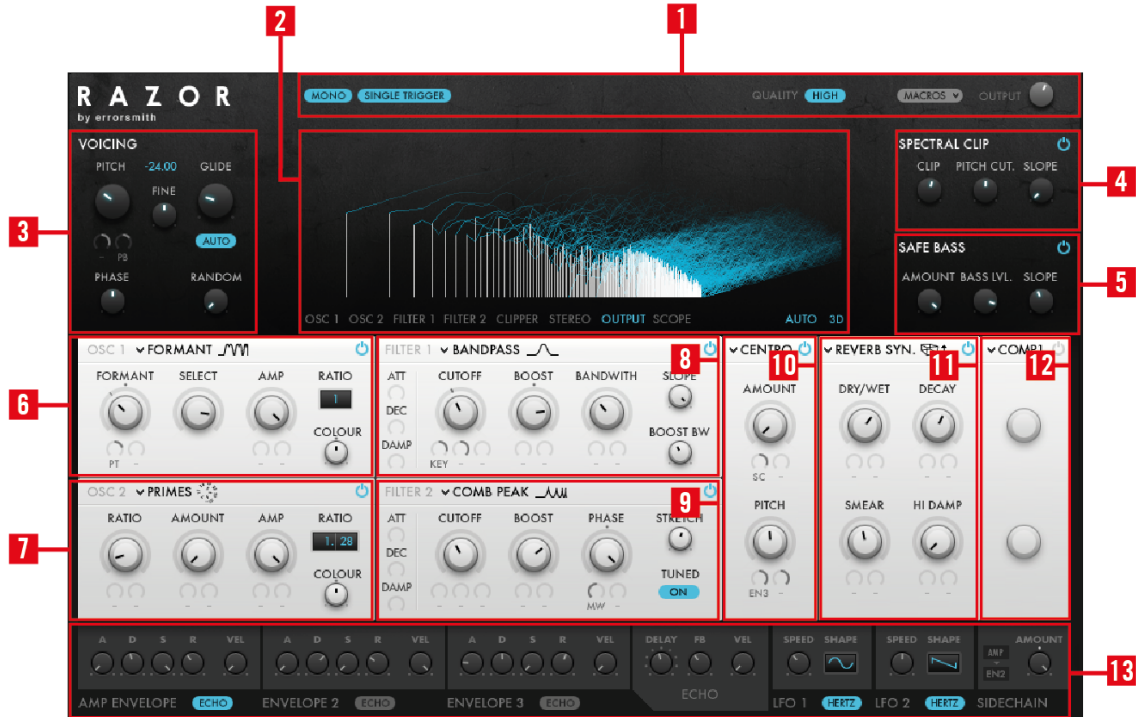 1
2
RAZOR
by errorsmith
MONO SINGLE TRIGGER QUALITY HIGH MACROS OUTPUT
VOICING
PITCH -24.00 GLIDE
FINE
3
AUTO
- PB
PHASE RANDOM
OSC 1 OSC 2 FILTER 1 FILTER 2 CLIPPER STEREO OUTPUT SCOPE AUTO 3D
SPECTRAL CLIP
CLIP PITCH CUT. SLOPE
4
SAFE BASS
AMOUNT BASS LVL. SLOPE
5
OSC 1 FORMANT
FORMANT SELECT AMP RATIO
1
6
COLOUR
PT - - -
FILTER 1 BANDPASS 8
ATT CUTOFF BOOST BANDWITH SLOPE
DEC
DAMP BOOST BW
KEY - -
OSC 2 PRIMES
RATIO AMOUNT AMP RATIO
1. 28
7
COLOUR
- - - - - -
FILTER 2 COMB PEAK 9
ATT CUTOFF BOOST PHASE STRETCH
DEC
DAMP TUNED
ON
MW -
CENTRO 10
AMOUNT
SC -
PITCH
EN3 -
REVERB SYN. 11
DRY/WET DECAY
- - - -
SMEAR HI DAMP
- - - -
COMP1 12
A D S R VEL
AMP ENVELOPE ECHO
A D S R VEL
ENVELOPE 2 ECHO
A D S R VEL
ENVELOPE 3 ECHO
DELAY FB VEL
ECHO
SPEED SHAPE
LFO 1 HERTZ
SPEED SHAPE
LFO 2 HERTZ
AMOUNT
AMP
EN2
SIDECHAIN
13